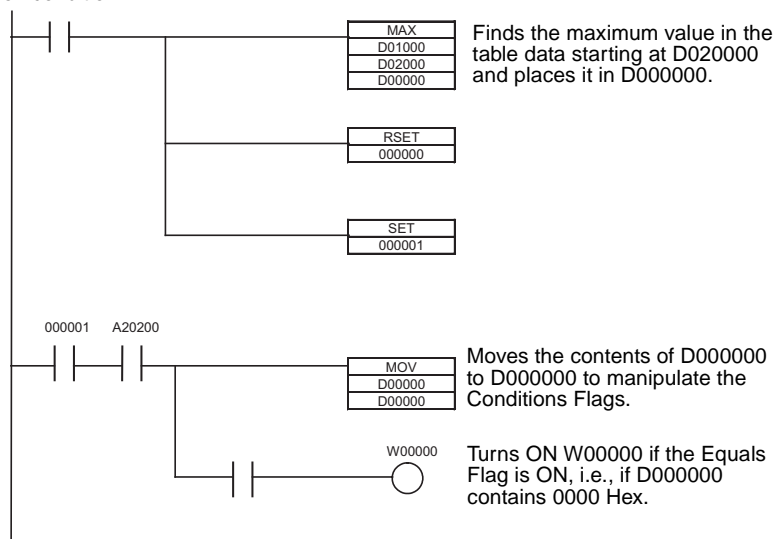 MAX
D01000
D02000
D00000
Finds the maximum value in the
table data starting at D020000
and places it in D000000.
RSET
000000
SET
000001
000001 A20200
MOV
D00000
D00000
Moves the contents of D000000
to D000000 to manipulate the
Conditions Flags.
W00000
Turns ON W00000 if the Equals
Flag is ON, i.e., if D000000
contains 0000 Hex.